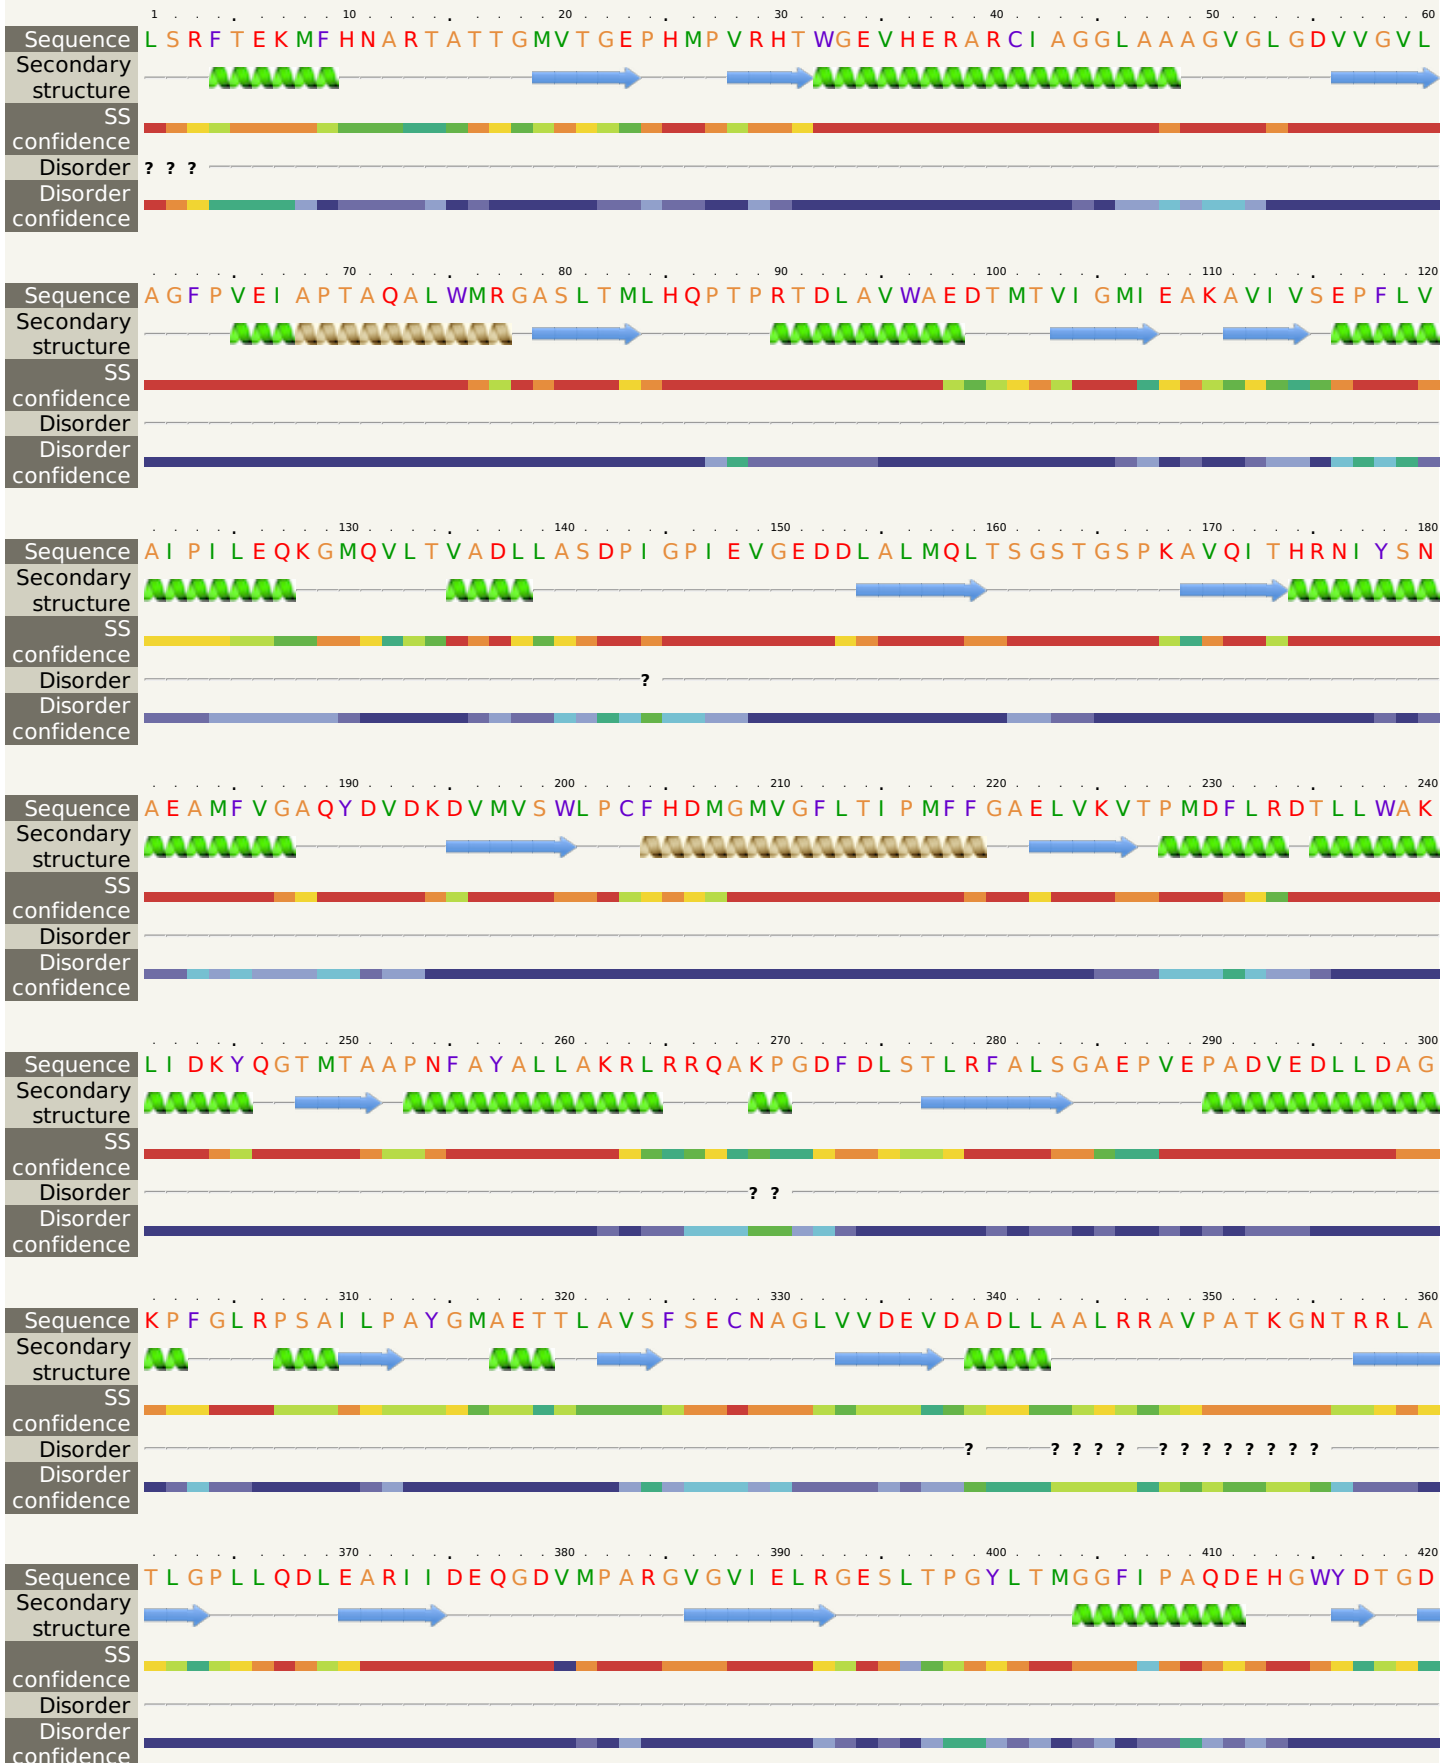 1 10 20 30 40 50 60
Sequence LSRFTEKMFHNARTATTGMVTGEPHMPVRHTWGEVHERARCIAGGLAAAGVGLGDVVGVL
Secondary
structure
SS
confidence
Disorder ? ? ?
Disorder
confidence
70 80 90 100 110 120
Sequence AGFPVEIAPTAQALWMRGASLTMLHQPTPRTDLAVWAEDTMTVIGMIEAKAVIVSEPFLV
Secondary
structure
SS
confidence
Disorder
Disorder
confidence
130 140 150 160 170 180
Sequence AIPILEQKGMQVLTVADLLASDPIGPIEVGEDDLALMQLTSGSTGSPKAVQITHRNIYSN
Secondary
structure
SS
confidence
Disorder ?
Disorder
confidence
190 200 210 220 230 240
Sequence AEAMFVGAQYDVDKDVMVSWLPCFHDMGMVGFLTIPMFFGAELVKVTPMDFLRDTLLWAK
Secondary
structure
SS
confidence
Disorder
Disorder
confidence
250 260 270 280 290 300
Sequence LIDKYQGTMTAAPNFAYALLAKRLRRQAKPGDFDLSTLRFALSGAEPVEPADVEDLLDAG
Secondary
structure
SS
confidence
Disorder ? ?
Disorder
confidence
310 320 330 340 350 360
Sequence KPFGLRPSAILPAYGMAETTLAVSFSECNAGLVVDEVDADLLAALRRAVPATKGNTRRLA
Secondary
structure
SS
confidence
Disorder ? ? ? ? ? ? ? ? ? ? ? ? ?
Disorder
confidence
370 380 390 400 410 420
Sequence TLGPLLQDLEARIIDEQGDVMPARGVGVIELRGESLTPGYLTMGGFIPAQDEHGWYDTGD
Secondary
structure
SS
confidence
Disorder
Disorder
confidence